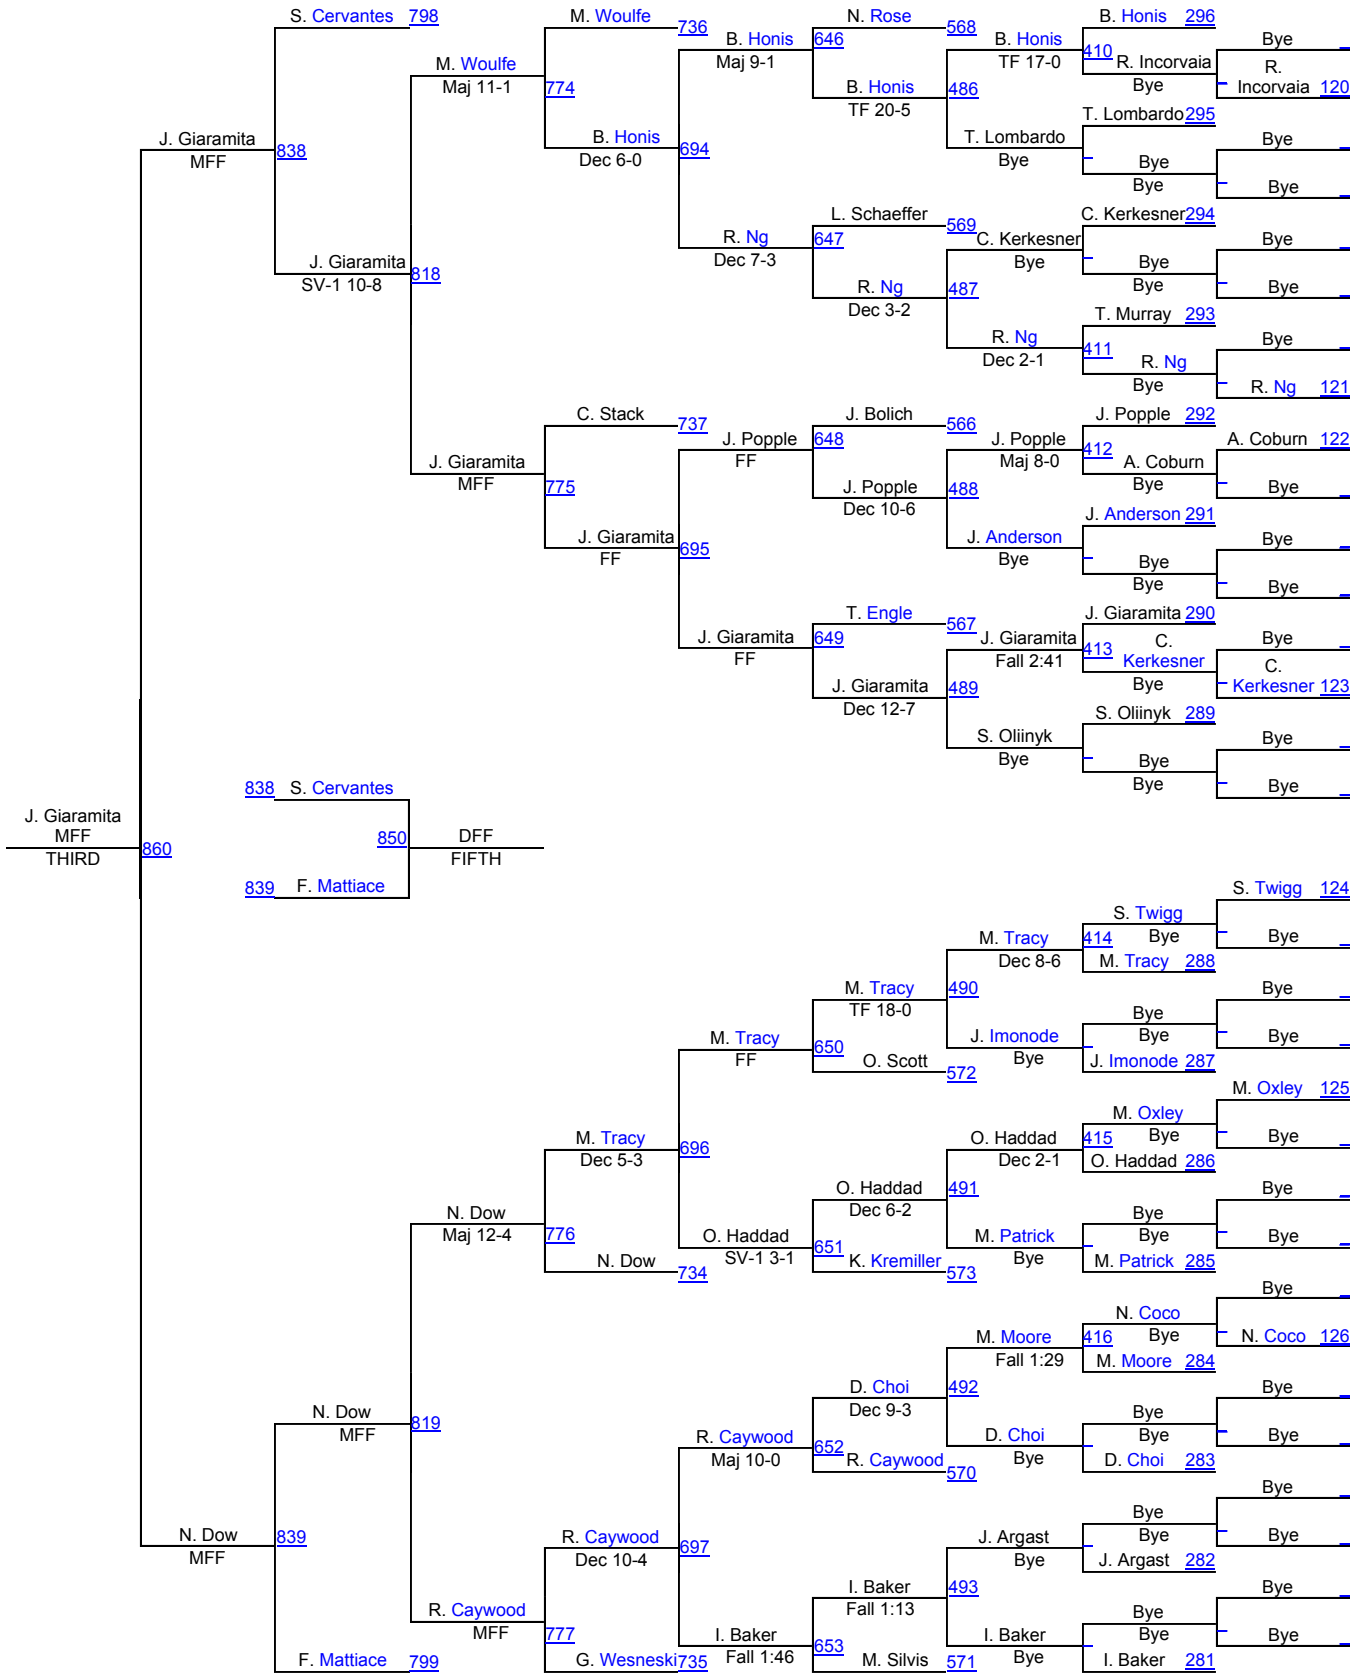 S. Cervantes 798
M. Woulfe 736
N. Rose 568
B. Honis 296
B. Honis 646
Maj 9-1
B. Honis 410
TF 17-0
Bye
R. Incorvaia
Bye
R.
Incorvaia 120
M. Woulfe
Maj 11-1
774
B. Honis 486
TF 20-5
T. Lombardo 295
J. Giaramita
MFF
838
B. Honis
Dec 6-0
694
T. Lombardo
Bye
Bye
Bye
Bye
Bye
L. Schaeffer 569
C. Kerkesner 294
R. Ng 647
Dec 7-3
C. Kerkesner
Bye
Bye
J. Giaramita
SV-1 10-8
818
Bye
Bye
Bye
R. Ng 487
Dec 3-2
T. Murray 293
R. Ng
Dec 2-1
411
Bye
R. Ng
Bye
R. Ng 121
C. Stack 737
J. Bolich 566
J. Popple 292
J. Popple 648
FF
J. Popple 412
Maj 8-0
A. Coburn 122
J. Giaramita
MFF
775
A. Coburn
Bye
Bye
J. Popple 488
Dec 10-6
J. Anderson 291
J. Giaramita
FF
695
J. Anderson
Bye
Bye
Bye
Bye
Bye
T. Engle 567
J. Giaramita 290
J. Giaramita
FF
649
J. Giaramita
Fall 2:41
413
C.
Kerkesner
Bye
Bye
C.
Kerkesner 123
J. Giaramita
Dec 12-7
489
S. Oliinyk 289
S. Oliinyk
Bye
Bye
Bye
Bye
Bye
838 S. Cervantes
J. Giaramita
MFF
THIRD
860
850
DFF
FIFTH
839 F. Mattiace
S. Twigg 124
S. Twigg
Bye
Bye
M. Tracy
Dec 8-6
414
M. Tracy 288
M. Tracy
TF 18-0
490
Bye
Bye
Bye
Bye
M. Tracy
FF
650
J. Imonode
Bye
O. Scott 572
J. Imonode 287
M. Oxley 125
M. Oxley
Bye
Bye
M. Tracy
Dec 5-3
696
O. Haddad
Dec 2-1
415
O. Haddad 286
O. Haddad
Dec 6-2
491
Bye
Bye
Bye
Bye
N. Dow
Maj 12-4
776
O. Haddad
SV-1 3-1
651
M. Patrick
Bye
N. Dow 734
K. Kremiller 573
M. Patrick 285
Bye
N. Coco
Bye
N. Coco 126
M. Moore
Fall 1:29
416
M. Moore 284
D. Choi
Dec 9-3
492
Bye
Bye
Bye
Bye
N. Dow
MFF
819
R. Caywood
Maj 10-0
652
D. Choi
Bye
R. Caywood 570
D. Choi 283
Bye
Bye
Bye
Bye
N. Dow
MFF
839
R. Caywood
Dec 10-4
697
J. Argast
Bye
J. Argast 282
I. Baker
Fall 1:13
493
Bye
Bye
Bye
Bye
R. Caywood
MFF
777
I. Baker
Fall 1:46
653
I. Baker
Bye
F. Mattiace 799
G. Wesneski 735
M. Silvis 571
I. Baker 281